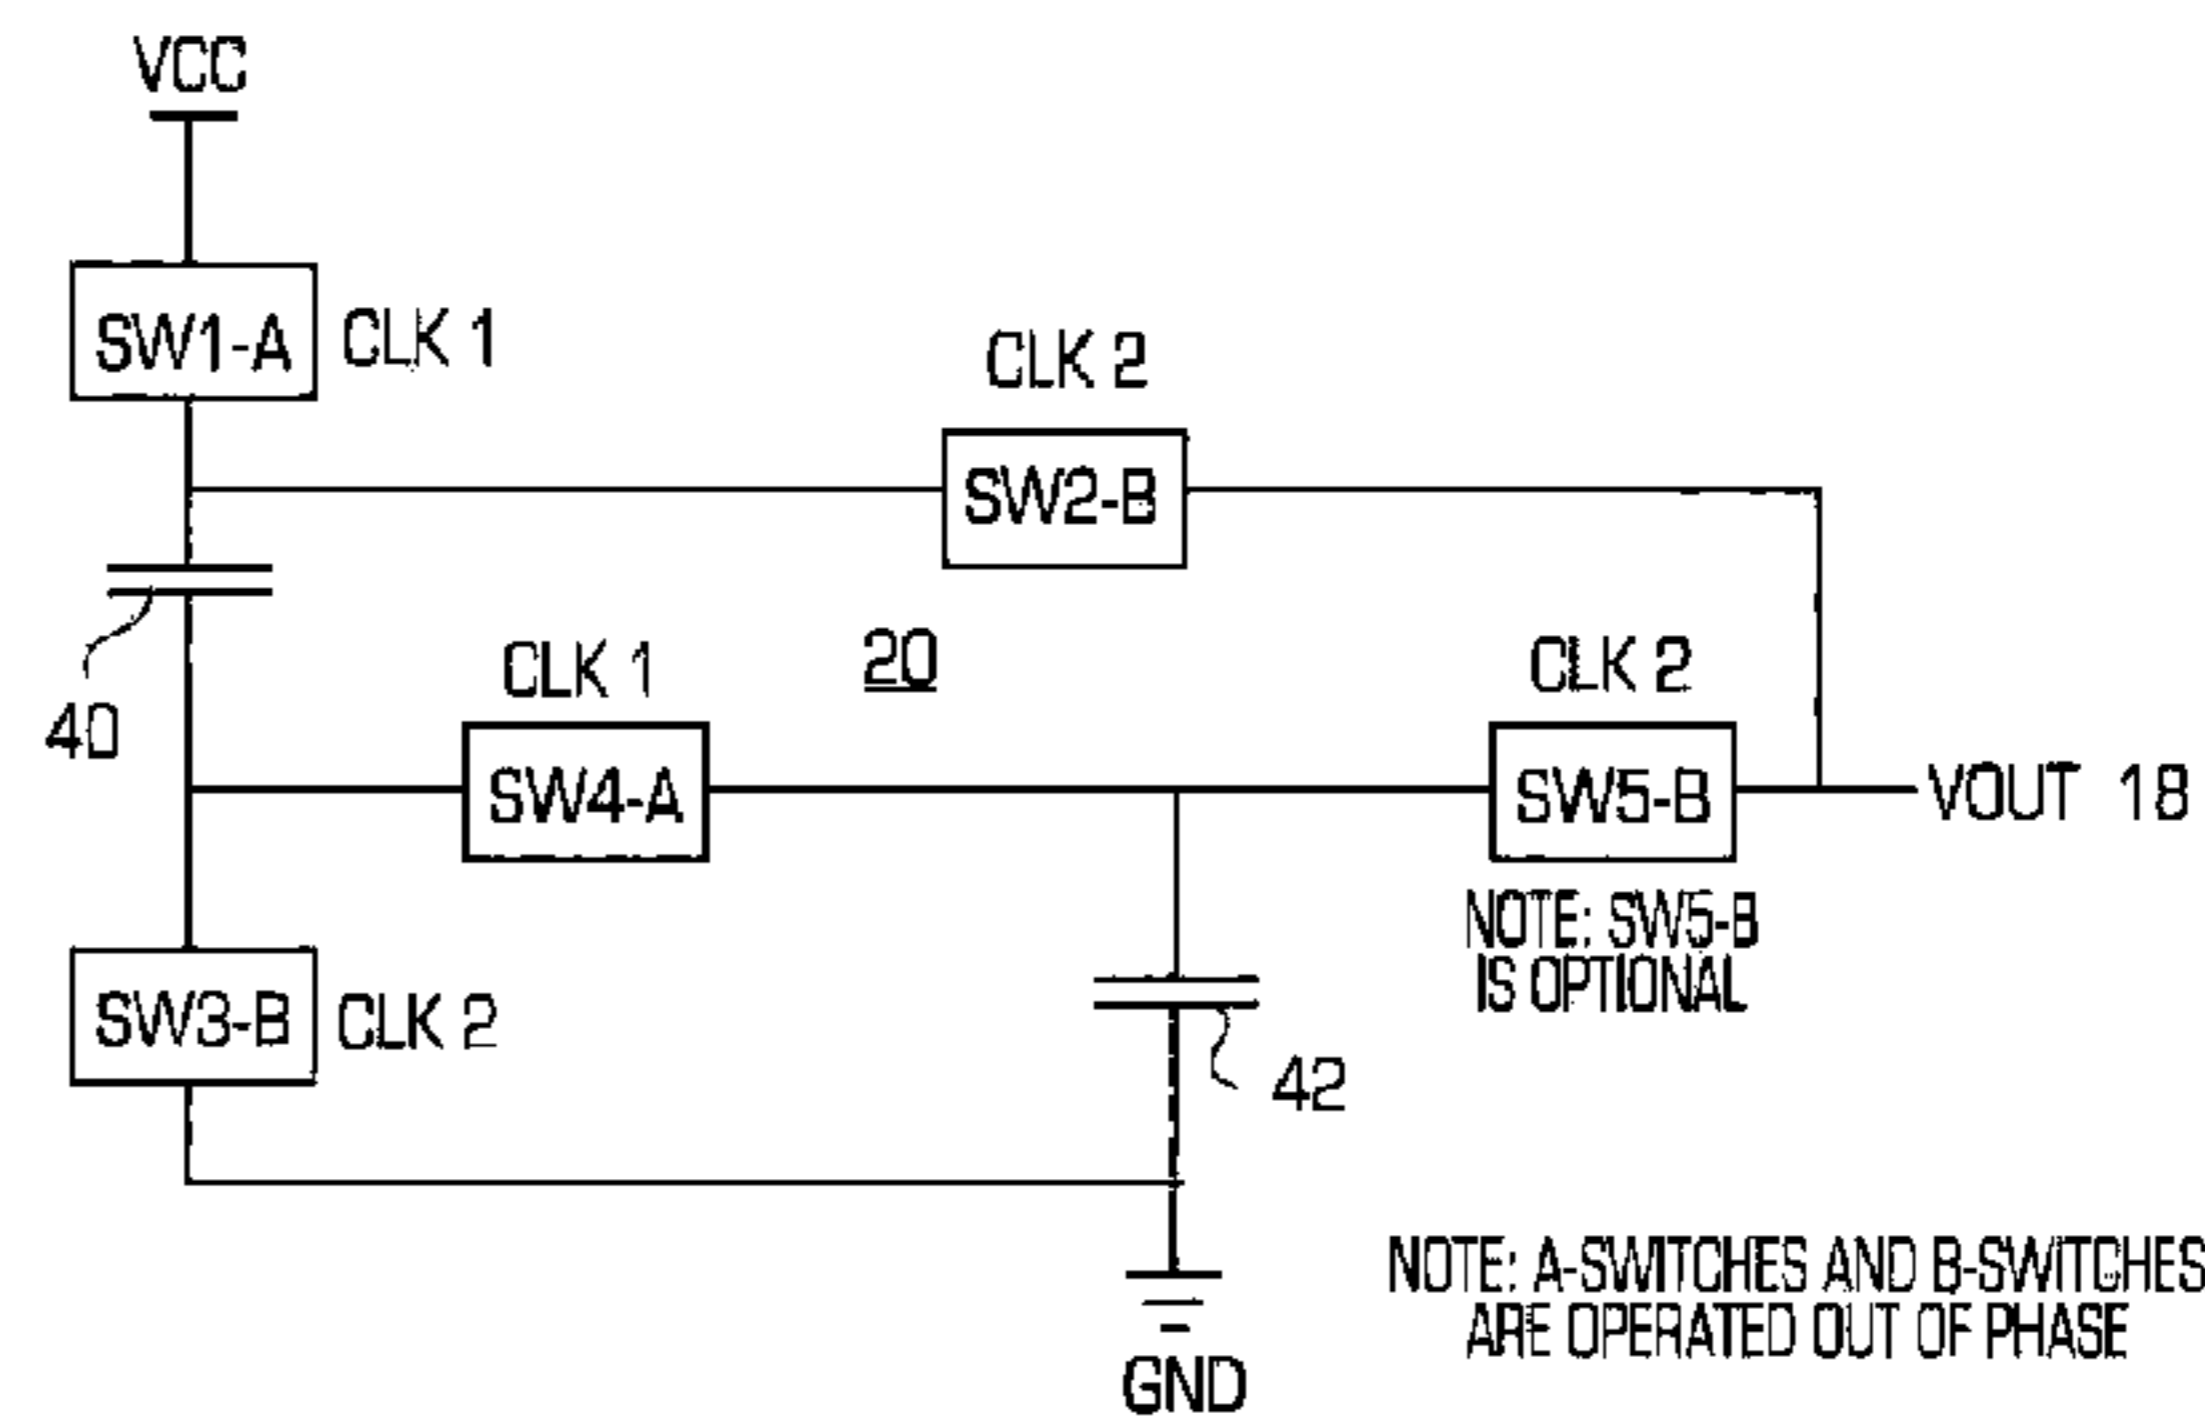 VCC
SW1-A
CLK 1
CLK 2
SW2-B
40
CLK 1
20
CLK 2
SW4-A
SW5-B
VOUT 18
NOTE: SW5-B
IS OPTIONAL
SW3-B
CLK 2
42
NOTE: A-SWITCHES AND B-SWITCHES
ARE OPERATED OUT OF PHASE
GND